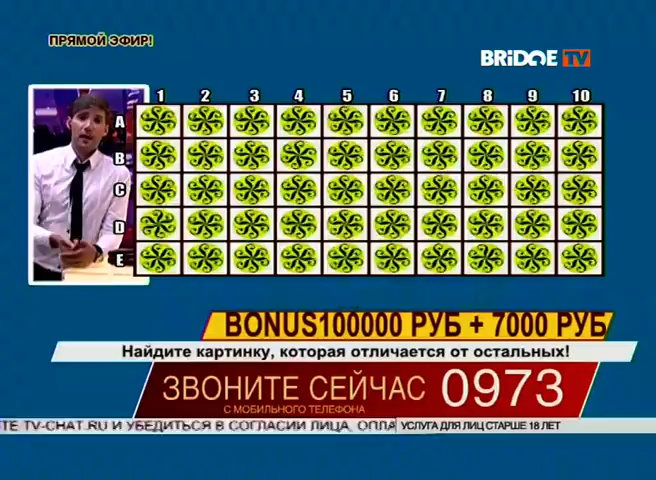 ПРЯМОЙ ЭФИР!
BRIDGE TV
1 2 3 4 5 6 7 8 9 10
A
B
C
D
E
BONUS100000 РУБ + 7000 РУБ
Найдите картинку, которая отличается от остальных!
ЗВОНИТЕ СЕЙЧАС 0973
С МОБИЛЬНОГО ТЕЛЕФОНА
ТЕ TV-CHAT.RU И УБЕДИТЬСЯ В СОГЛАСИИ ЛИЦА, ОПЛА УСЛУГА ДЛЯ ЛИЦ СТАРШЕ 18 ЛЕТ